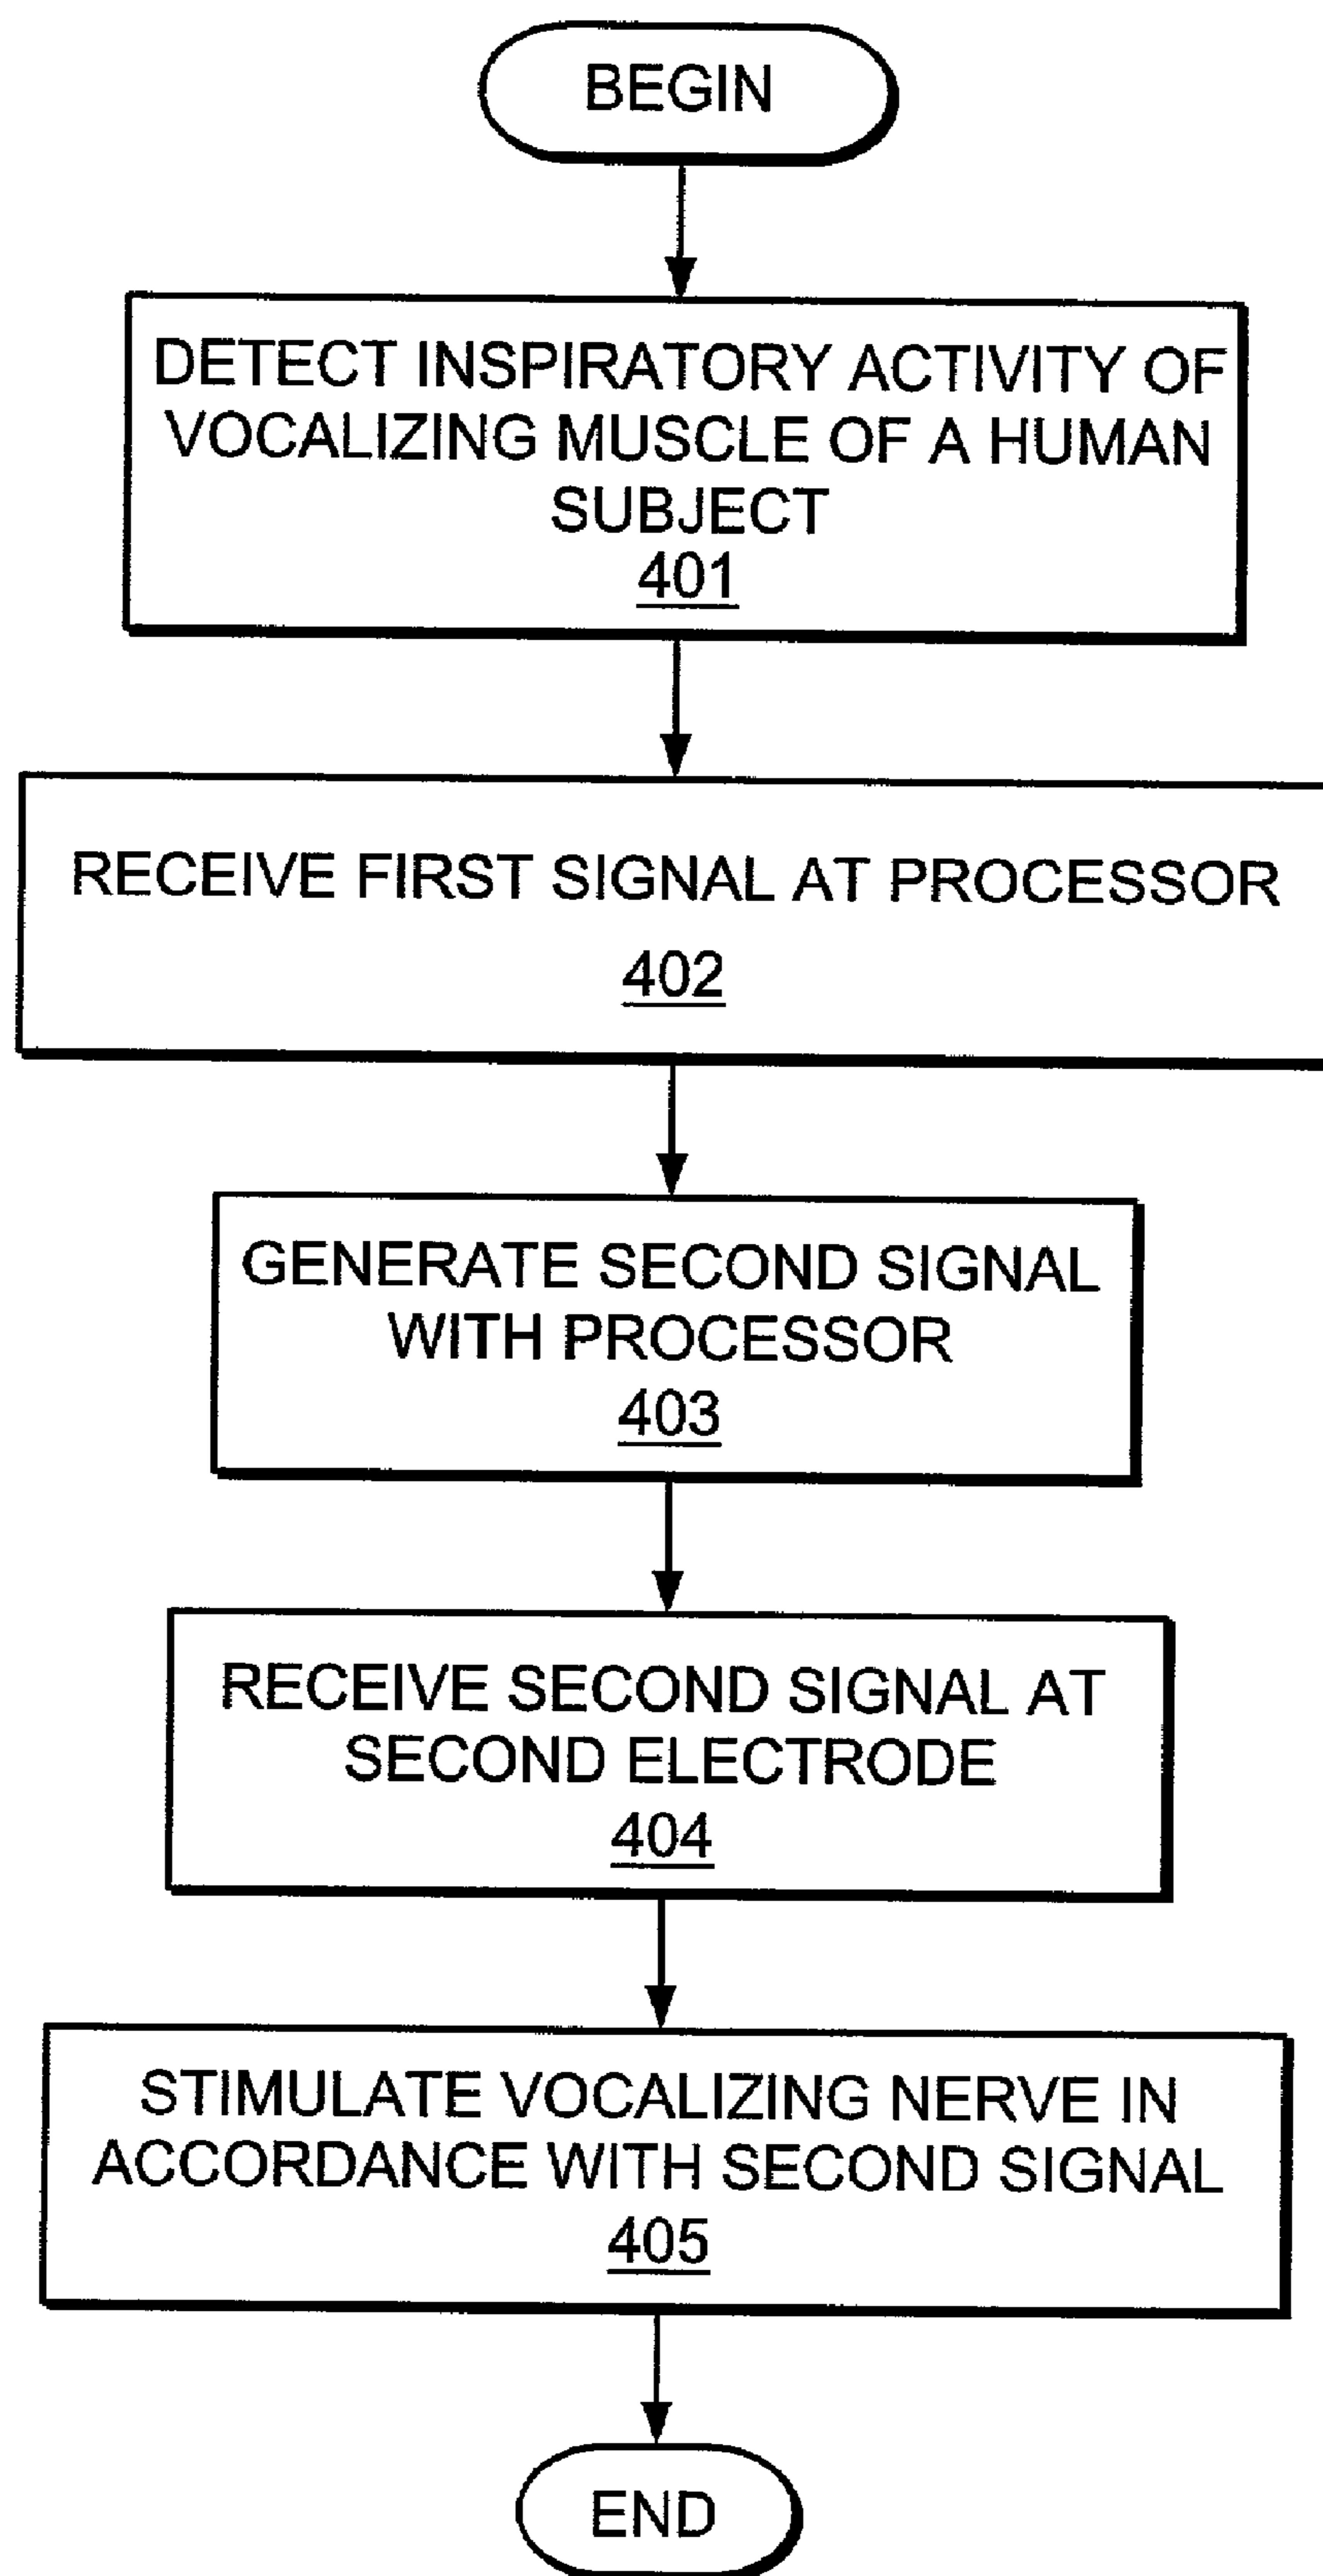 BEGIN
DETECT INSPIRATORY ACTIVITY OF
VOCALIZING MUSCLE OF A HUMAN
SUBJECT
401
RECEIVE FIRST SIGNAL AT PROCESSOR
402
GENERATE SECOND SIGNAL
WITH PROCESSOR
403
RECEIVE SECOND SIGNAL AT
SECOND ELECTRODE
404
STIMULATE VOCALIZING NERVE IN
ACCORDANCE WITH SECOND SIGNAL
405
END